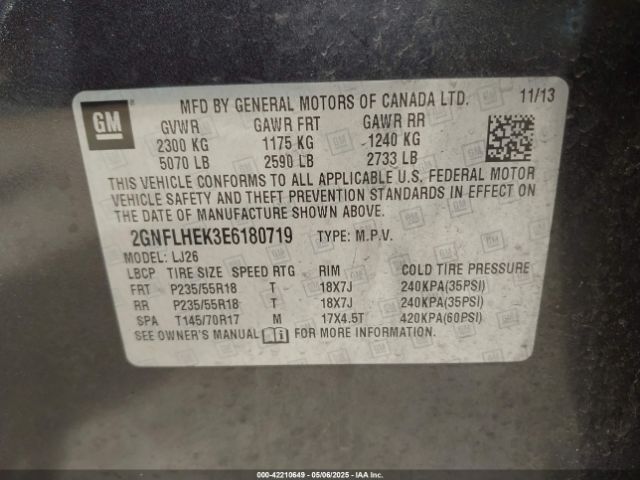 GM
MFD BY GENERAL MOTORS OF CANADA LTD. 11/13
GVWR GAWR FRT GAWR RR
2300 KG 1175 KG 1240 KG
5070 LB 2590 LB 2733 LB
THIS VEHICLE CONFORMS TO ALL APPLICABLE U.S. FEDERAL MOTOR
VEHICLE SAFETY AND THEFT PREVENTION STANDARDS IN EFFECT ON
THE DATE OF MANUFACTURE SHOWN ABOVE.
2GNFLHEK3E6180719 TYPE: M.P.V.
MODEL: LJ26
LBCP TIRE SIZE SPEED RTG RIM COLD TIRE PRESSURE
FRT P235/55R18 T 18X7J 240KPA(35PSI)
RR P235/55R18 T 18X7J 240KPA(35PSI)
SPA T145/70R17 M 17X4.5T 420KPA(60PSI)
SEE OWNER'S MANUAL FOR MORE INFORMATION
000-42210649 - 05/06/2025 - IAAI.COM